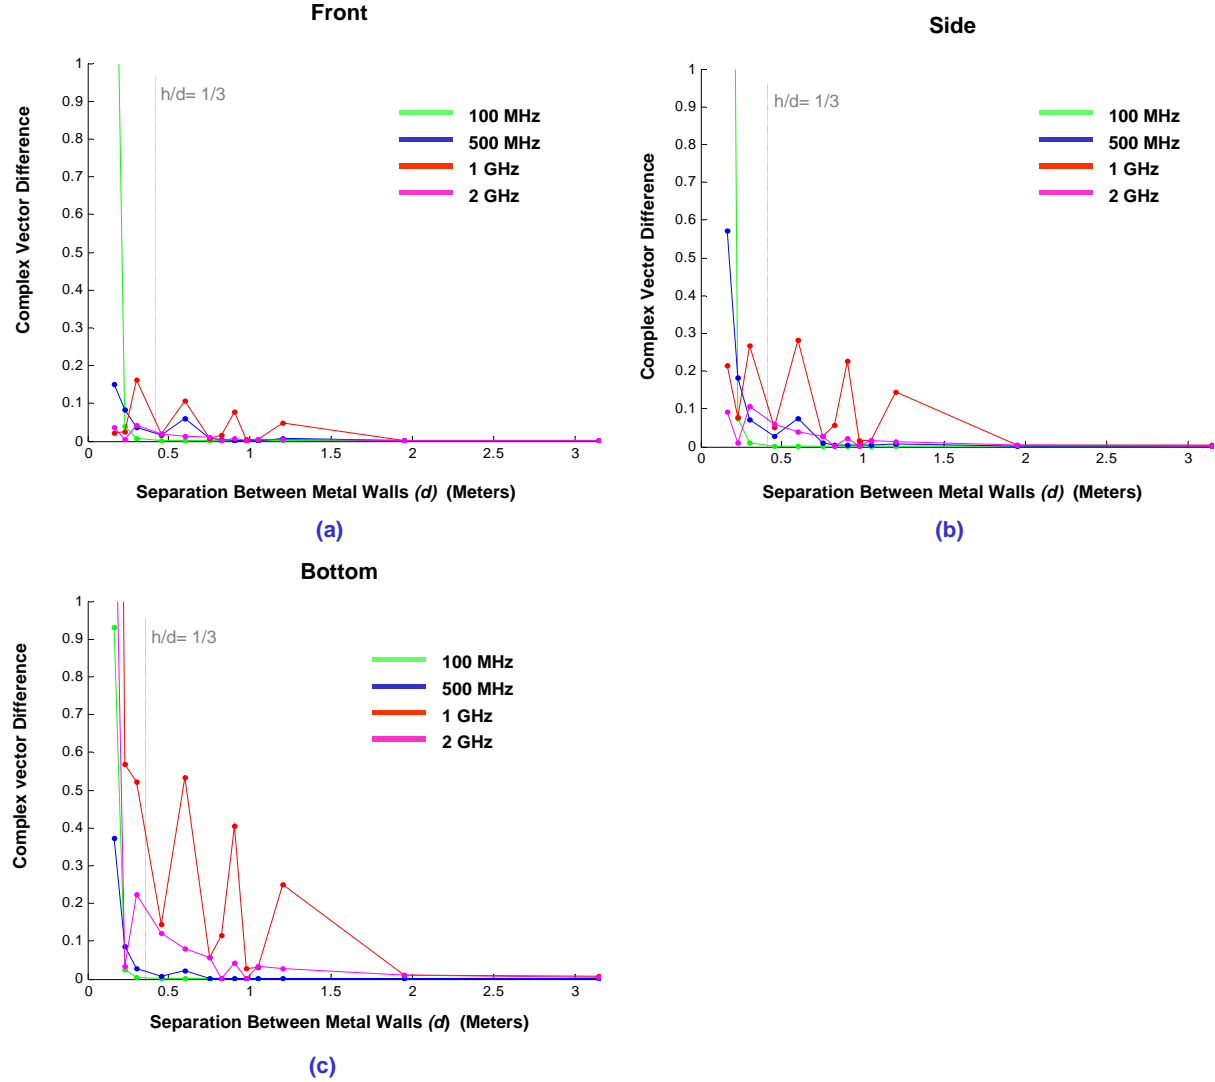 Front
Complex Vector Difference
1
0.9
0.8
0.7
0.6
0.5
0.4
0.3
0.2
0.1
0
h/d= 1/3
100 MHz
500 MHz
1 GHz
2 GHz
0 0.5 1 1.5 2 2.5 3
Separation Between Metal Walls (d) (Meters)
(a)
Side
Complex Vector Difference
1
0.9
0.8
0.7
0.6
0.5
0.4
0.3
0.2
0.1
0
h/d= 1/3
100 MHz
500 MHz
1 GHz
2 GHz
0 0.5 1 1.5 2 2.5 3
Separation Between Metal Walls (d) (Meters)
(b)
Bottom
Complex vector Difference
1
0.9
0.8
0.7
0.6
0.5
0.4
0.3
0.2
0.1
0
h/d= 1/3
100 MHz
500 MHz
1 GHz
2 GHz
0 0.5 1 1.5 2 2.5 3
Separation Between Metal Walls (d) (Meters)
(c)